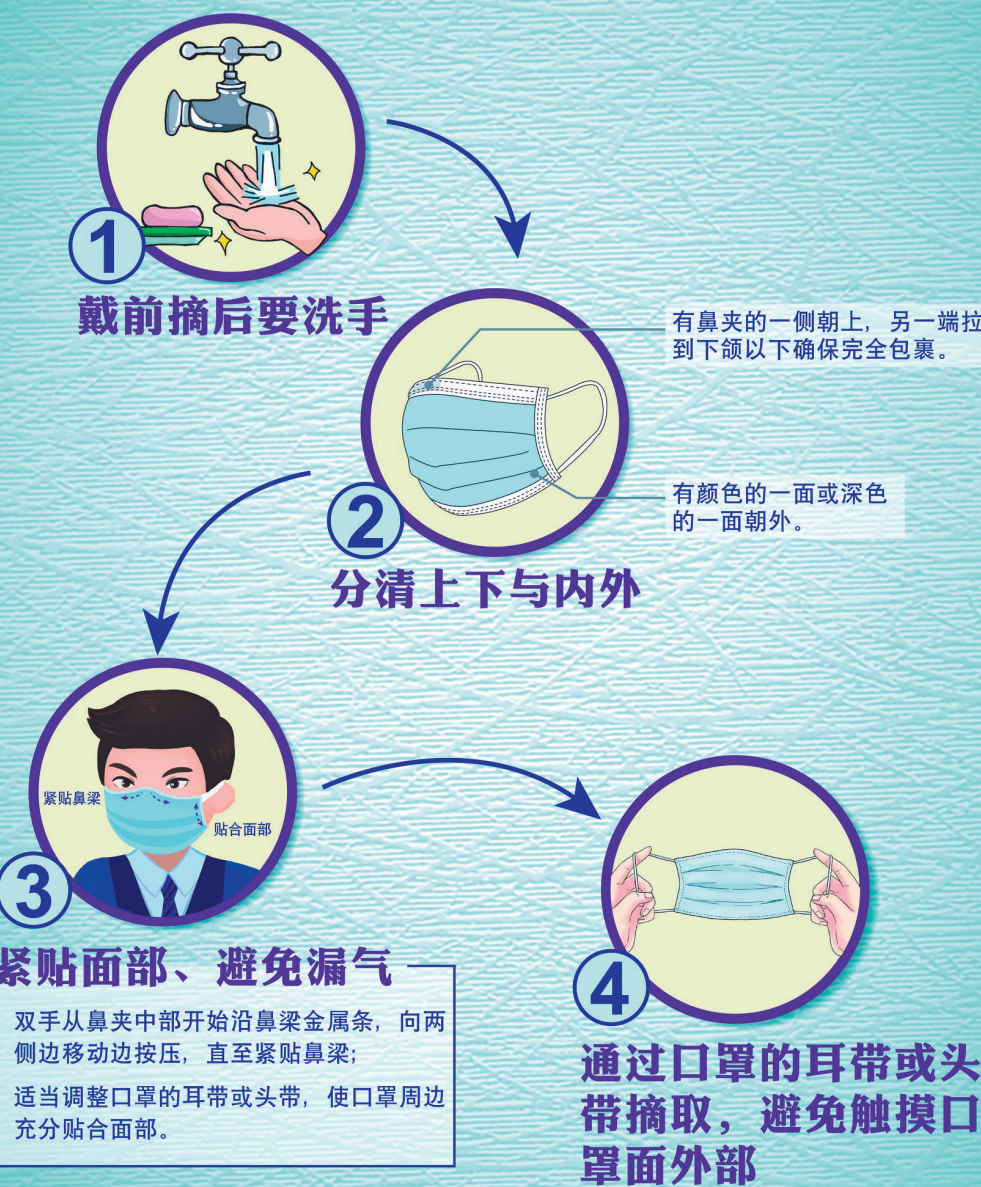 1
戴前摘后要洗手
有鼻夹的一侧朝上，另一端拉
到下颌以下确保完全包裹。
有颜色的一面或深色
的一面朝外。
2
分清上下与内外
紧贴鼻梁
贴合面部
3
紧贴面部、避免漏气
双手从鼻夹中部开始沿鼻梁金属条，向两
侧边移动边按压，直至紧贴鼻梁；
适当调整口罩的耳带或头带，使口罩周边
充分贴合面部。
4
通过口罩的耳带或头
带摘取，避免触摸口
罩面外部